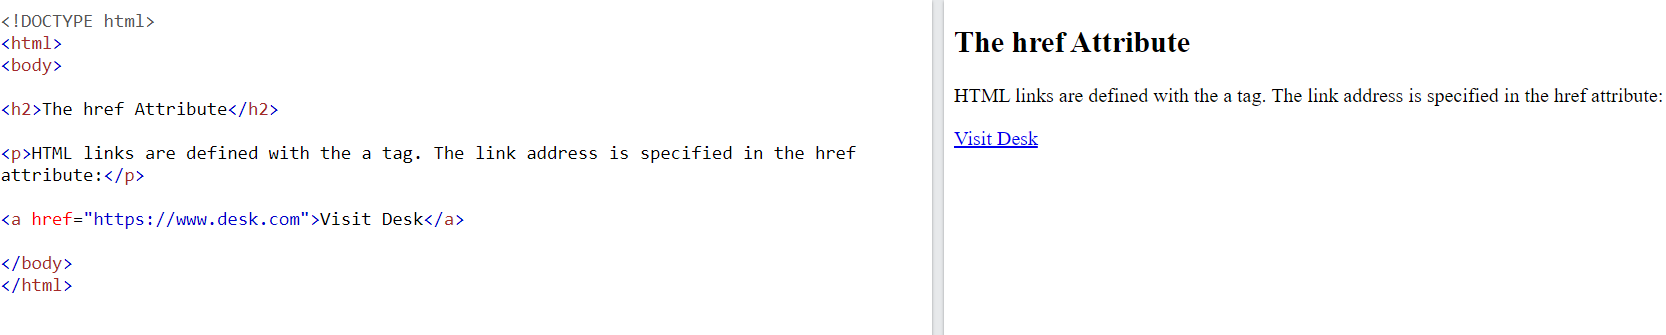 <!DOCTYPE html>
<html>
<body>
<h2>The href Attribute</h2>
<p>HTML links are defined with the a tag. The link address is specified in the href
attribute:</p>
<a href="https://www.desk.com">Visit Desk</a>
</body>
</html>
The href Attribute
HTML links are defined with the a tag. The link address is specified in the href attribute:
Visit Desk